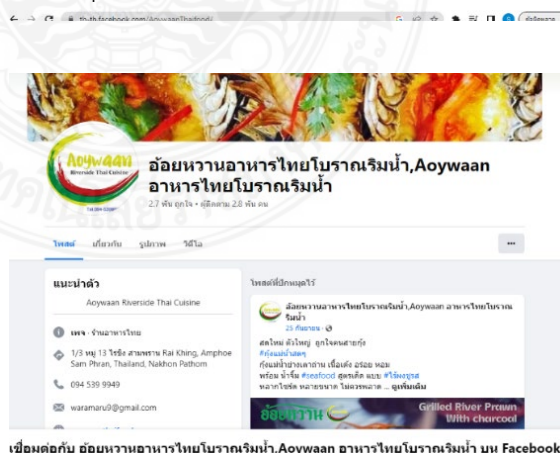 th-th.facebook.com/AoywaanThaifood/
Aoywaan
Riverside Thai Cuisine
อ้อยหวานอาหารไทยโบราณริมน้ำ,Aoywaan
อาหารไทยโบราณริมน้ำ
2.7 พัน ถูกใจ • ผู้ติดตาม 2.8 พัน คน
โพสต์ เกี่ยวกับ รูปภาพ วิดีโอ
แนะนำตัว
Aoywaan Riverside Thai Cuisine
เพจ · ร้านอาหารไทย
1/3 หมู่ 13 ไร่ขิง สามพราน Rai Khing, Amphoe
Sam Phran, Thailand, Nakhon Pathom
094 539 9949
waramaru9@gmail.com
โพสต์ที่ปักหมุดไว้
อ้อยหวานอาหารไทยโบราณริมน้ำ,Aoywaan อาหารไทยโบราณ
ริมน้ำ
25 กันยายน
สดใหม่ ตัวใหญ่ ถูกใจคนสายกุ้ง
#กุ้งแม่น้ำสดๆ
กุ้งแม่น้ำย่างเตาถ่าน เนื้อเด้ง อร่อย หอม
พร้อม น้ำจิ้ม #seafood สูตรเด็ด แบบ #ไร้ผงชูรส
หลากไซซ์ หลายขนาด ไม่ควรพลาด ... ดูเพิ่มเติม
อ้อยหวาน
Grilled River Prawn
With charcoal
เชื่อมต่อกับ อ้อยหวานอาหารไทยโบราณริมน้ำ,Aoywaan อาหารไทยโบราณริมน้ำ บน Facebook